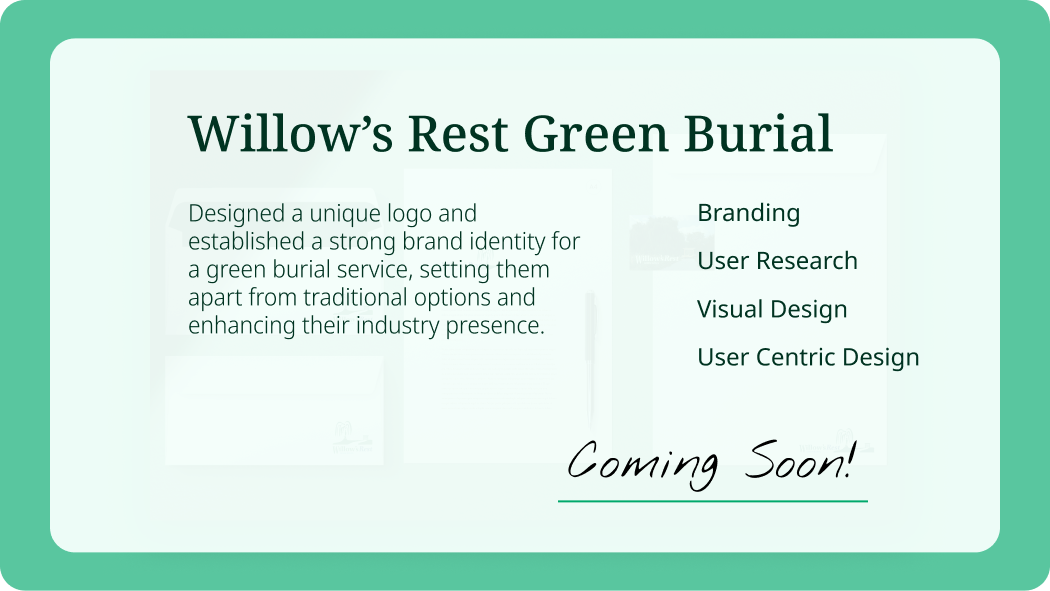 Willow’s Rest Green Burial
Designed a unique logo and
established a strong brand identity for
a green burial service, setting them
apart from traditional options and
enhancing their industry presence.
Branding
User Research
Visual Design
User Centric Design
Coming Soon!